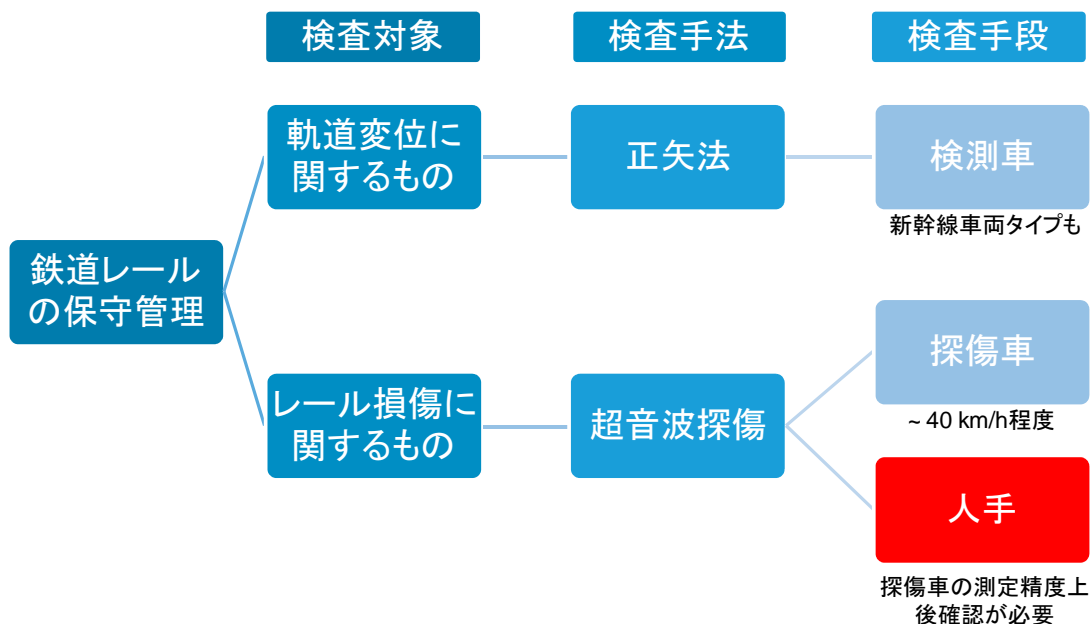 検査対象
検査手法
検査手段
軌道変位に
関するもの
正矢法
検測車
新幹線車両タイプも
鉄道レール
の保守管理
レール損傷に
関するもの
超音波探傷
探傷車
~ 40 km/h程度
人手
探傷車の測定精度上
後確認が必要